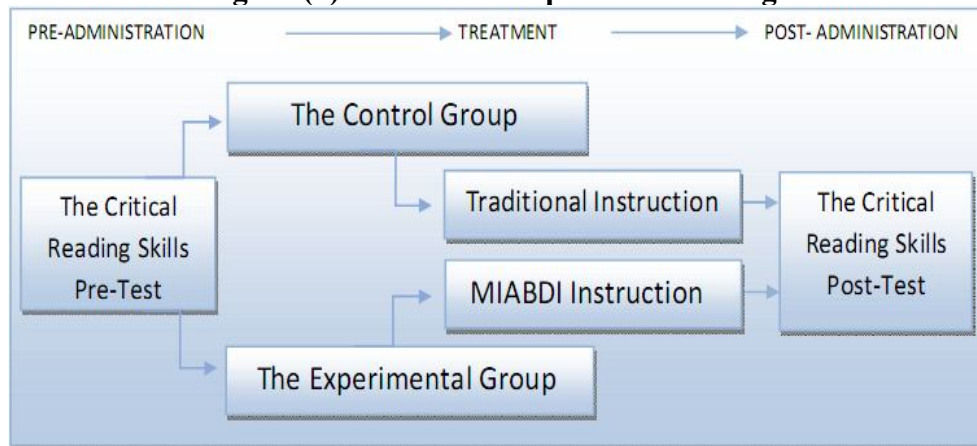 PRE-ADMINISTRATION TREATMENT POST- ADMINISTRATION
The Control Group
The Critical
Reading Skills
Pre-Test
Traditional Instruction
MIABDI Instruction
The Experimental Group
The Critical
Reading Skills
Post-Test